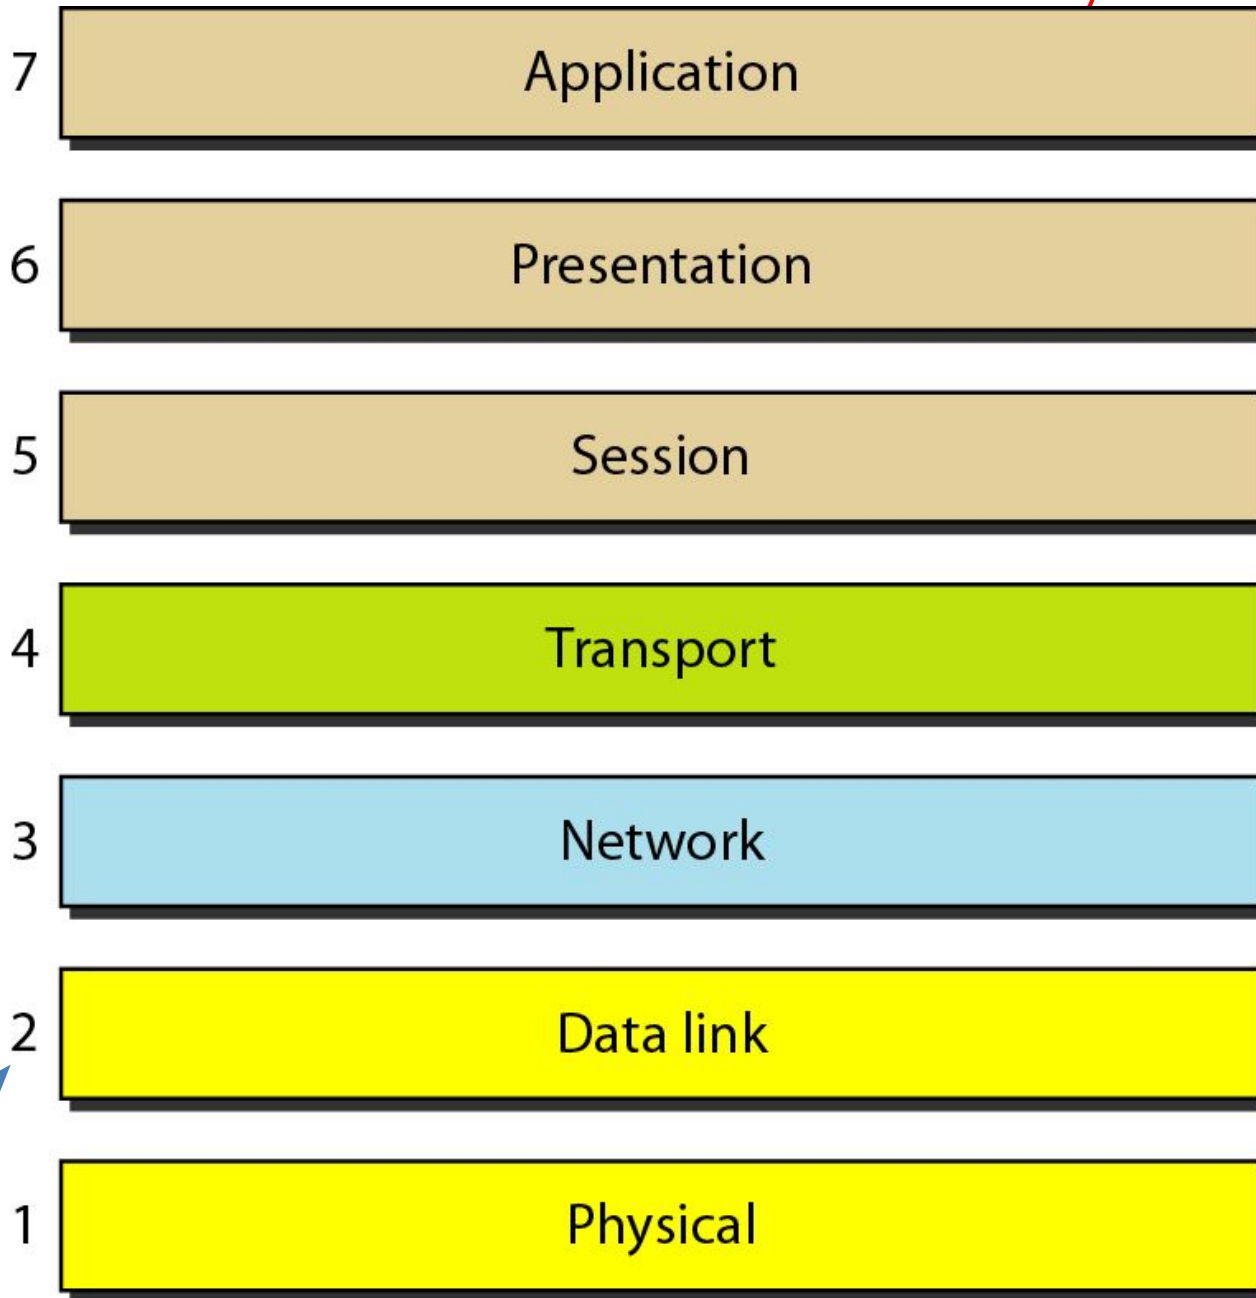 7 Application
6 Presentation
5 Session
4 Transport
3 Network
2 Data link
1 Physical